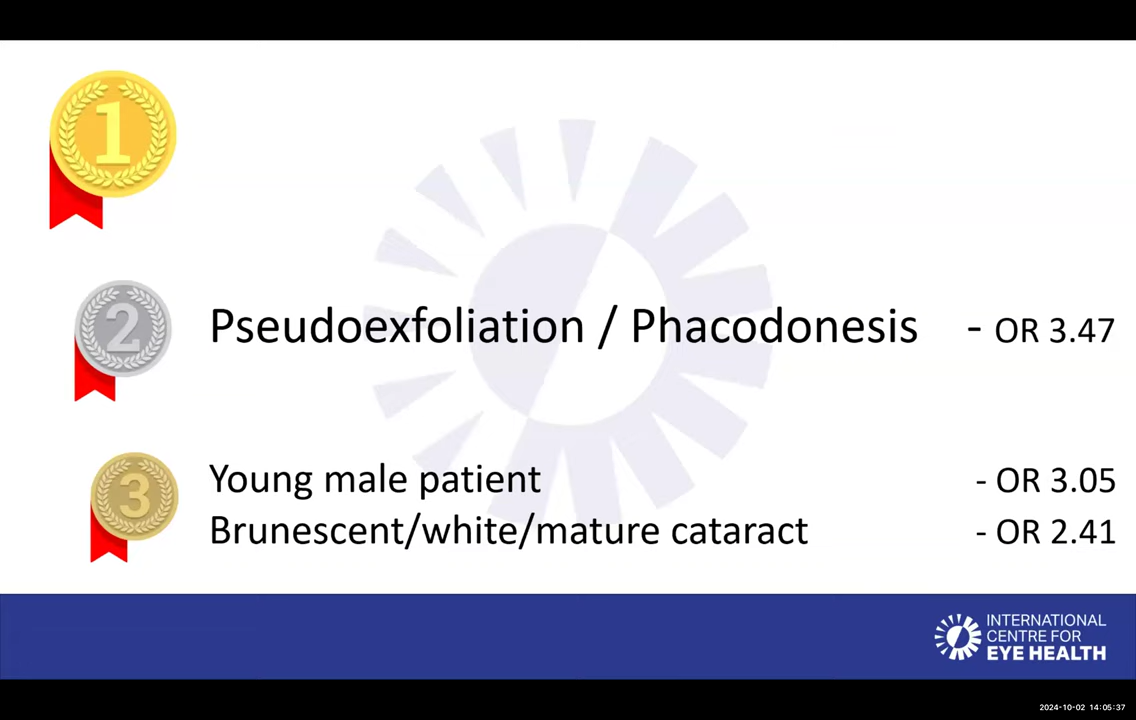 1
2
Pseudoexfoliation / Phacodonesis - OR 3.47
3
Young male patient - OR 3.05
Brunescent/white/mature cataract - OR 2.41
INTERNATIONAL
CENTRE FOR
EYE HEALTH
2024-10-02 14:05:37